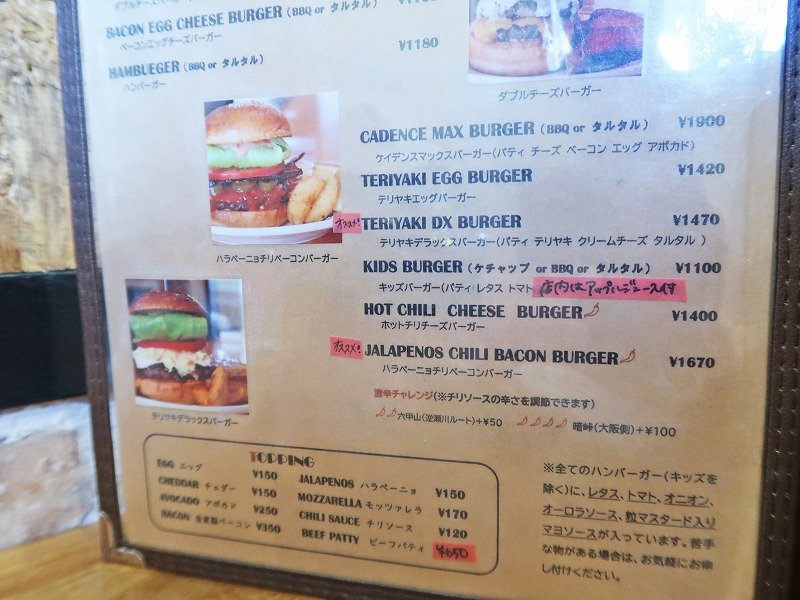 ダブルチーズバーガー
BACON EGG CHEESE BURGER (BBQ or タルタル)
ベーコンエッグチーズバーガー
¥1180
HAMBUEGER (BBQ or タルタル)
ハンバーガー
ダブルチーズバーガー
CADENCE MAX BURGER (BBQ or タルタル) ¥1900
ケイデンスマックスバーガー(パティ チーズ ベーコン エッグ アボカド)
TERIYAKI EGG BURGER ¥1420
テリヤキエッグバーガー
オススメ! TERIYAKI DX BURGER ¥1470
テリヤキデラックスバーガー(パティ テリヤキ クリームチーズ タルタル )
KIDS BURGER (ケチャップ or BBQ or タルタル) ¥1100
キッズバーガー(パティ レタス トマト 店内はアップルジュース付
HOT CHILI CHEESE BURGER ¥1400
ホットチリチーズバーガー
オススメ! JALAPENOS CHILI BACON BURGER ¥1670
ハラペーニョチリベーコンバーガー
激辛チャレンジ(※チリソースの辛さを調節できます)
六甲山(逆瀬川ルート)+¥50 暗峠(大阪側)+¥100
ハラペーニョチリベーコンバーガー
テリヤキデラックスバーガー
TOPPING
EGG エッグ ¥150
CHEDDAR チェダー ¥150
AVOCADO アボカド ¥250
BACON 自家製ベーコン ¥350
JALAPENOS ハラペーニョ ¥150
MOZZARELLA モッツァレラ ¥170
CHILI SAUCE チリソース ¥120
BEEF PATTY ビーフパティ ¥650
※全てのハンバーガー(キッズを
除く)に、レタス、トマト、オニオン、
オーロラソース、粒マスタード入り
マヨソースが入っています。苦手
な物がある場合は、お気軽にお申
し付けください。